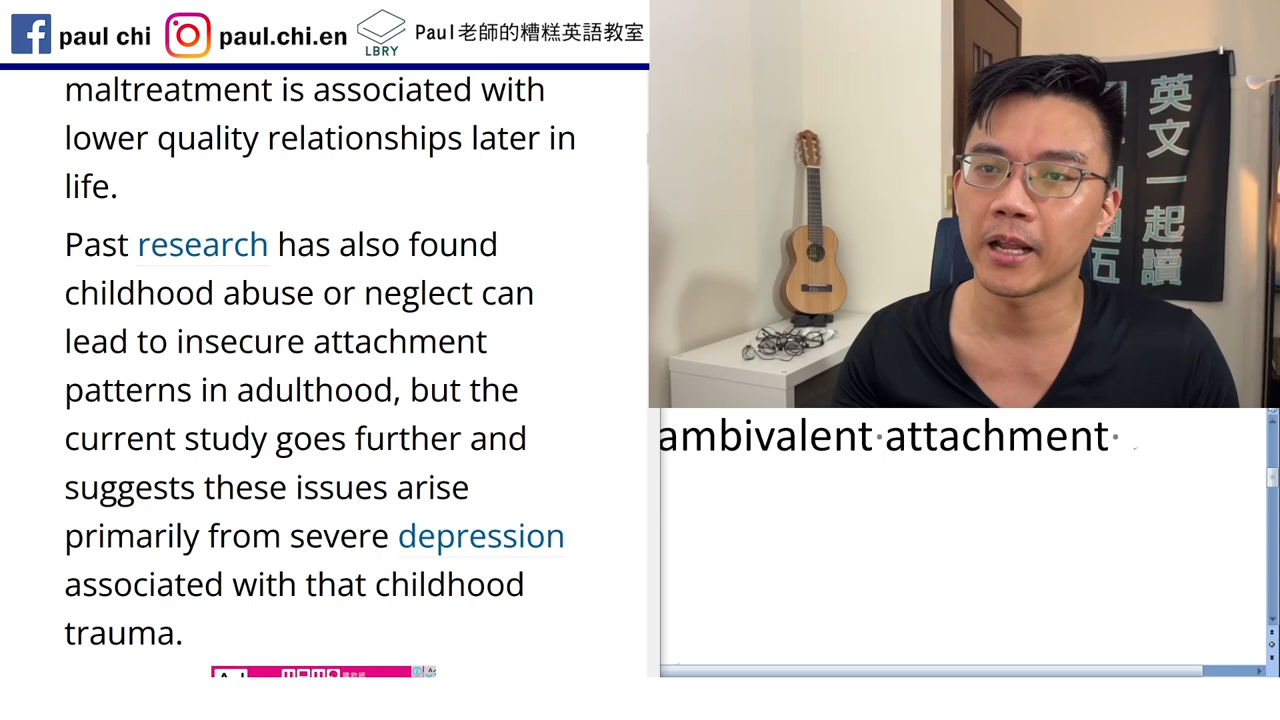 paul chi
paul.chi.en
LBRY
Paul老師的糟糕英語教室
maltreatment is associated with
lower quality relationships later in
life.
Past research has also found
childhood abuse or neglect can
lead to insecure attachment
patterns in adulthood, but the
current study goes further and
suggests these issues arise
primarily from severe depression
associated with that childhood
trauma.
英文一起讀
五
ambivalent attachment